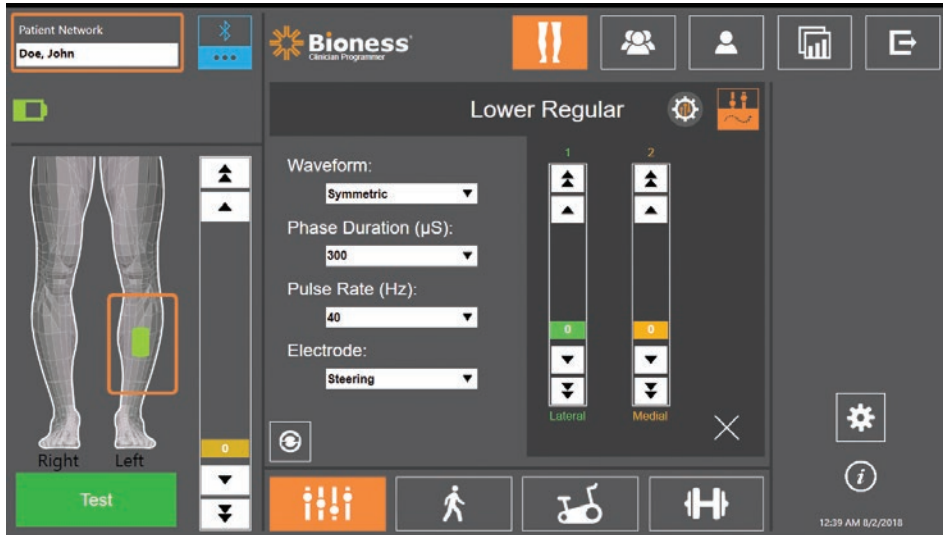 Patient Network
Doe, John
Bioness
Clinician Programmer
Lower Regular
Waveform:
Symmetric
Phase Duration (µS):
300
Pulse Rate (Hz):
40
Electrode:
Steering
1
2
0
0
Lateral
Medial
0
Right
Left
Test
12:39 AM 8/2/2018